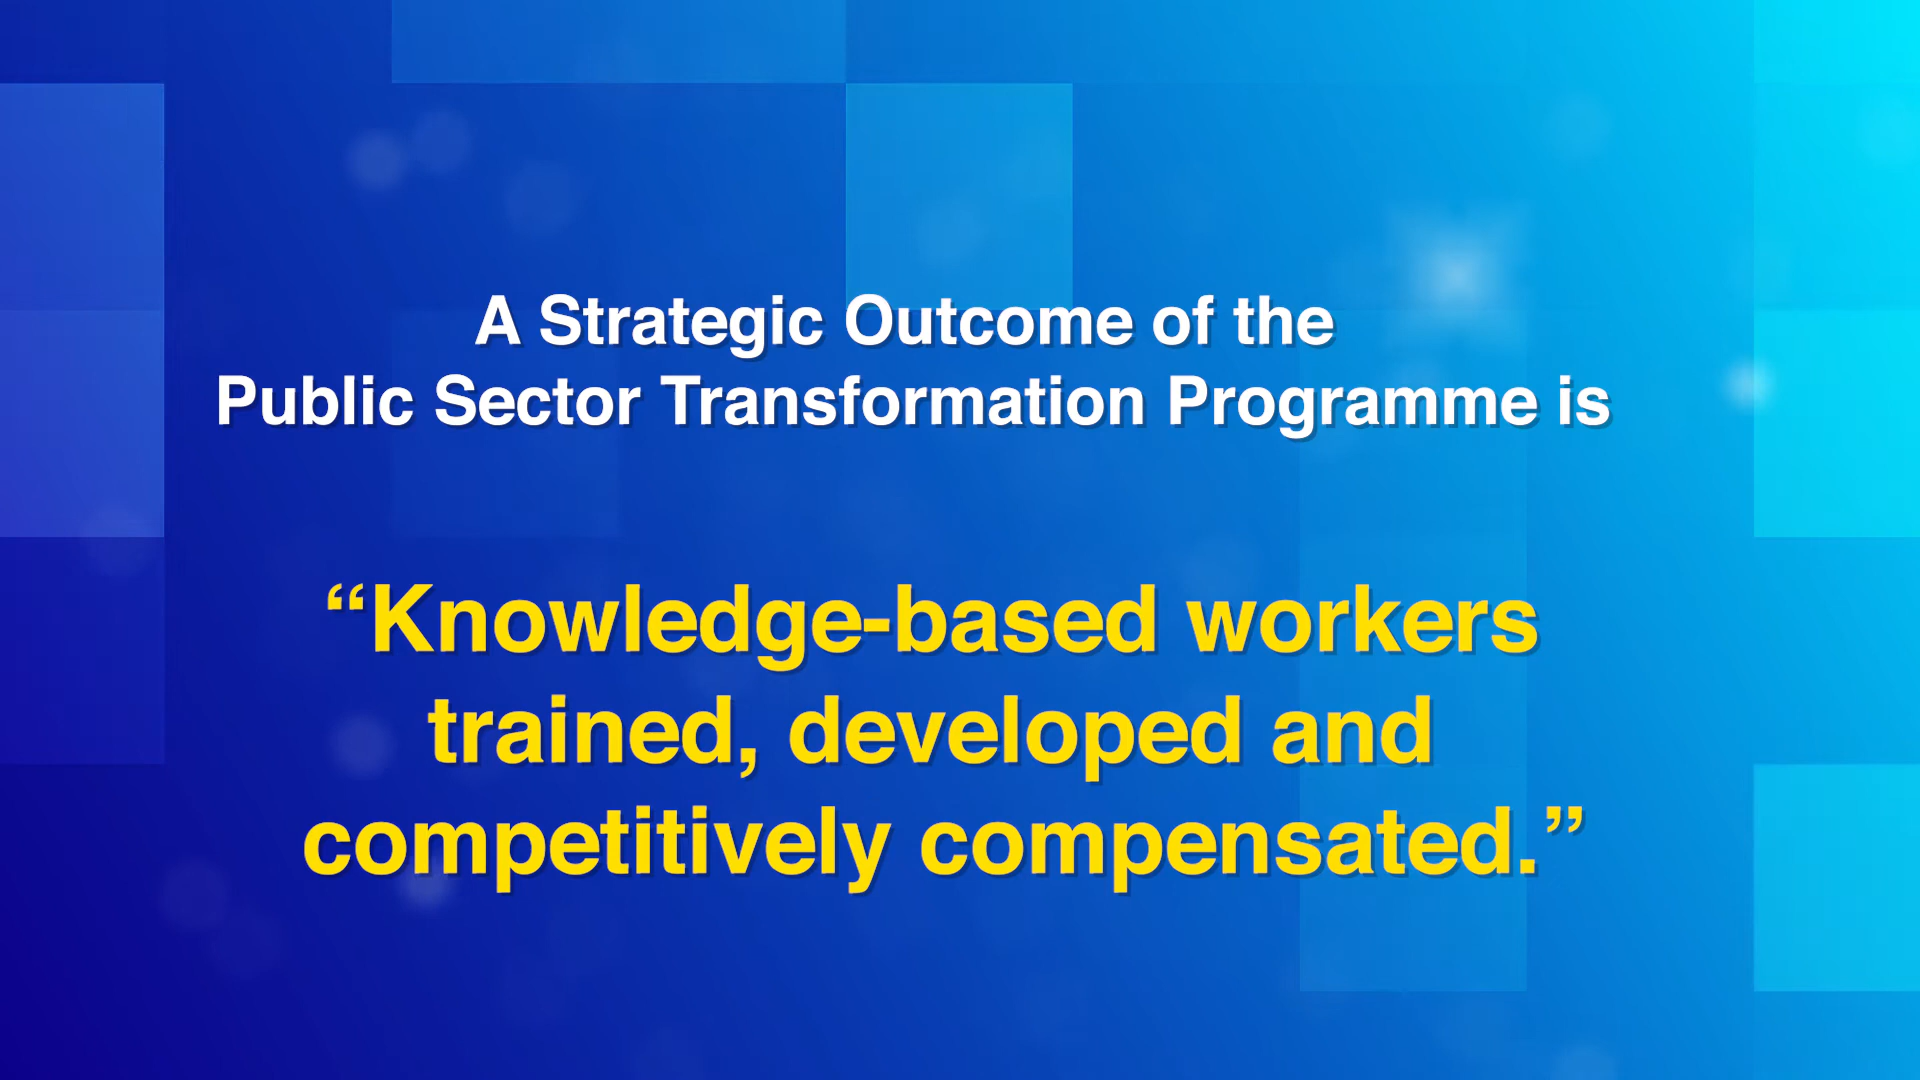 A Strategic Outcome of the
Public Sector Transformation Programme is
“Knowledge-based workers
trained, developed and
competitively compensated.”